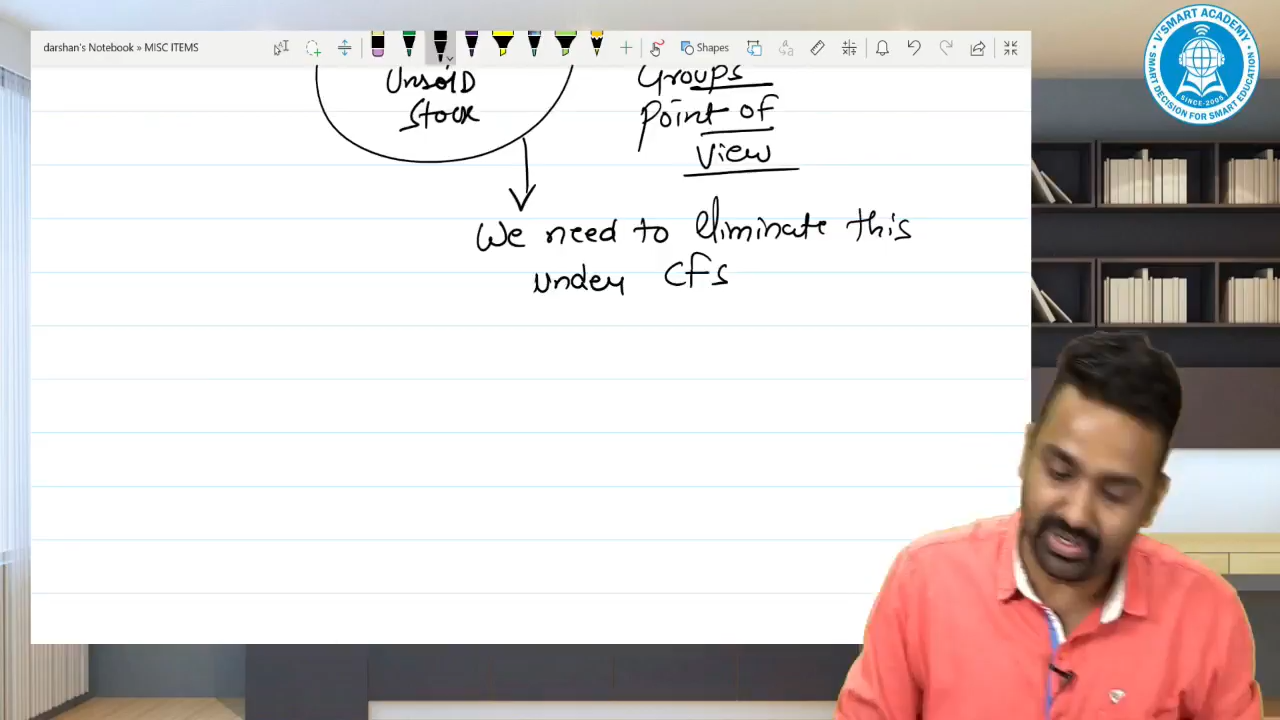 darshan's Notebook » MISC ITEMS
Shapes
V'SMART ACADEMY
SINCE-2005
SMART DECISION FOR SMART EDUCATION
Unsold
Stock
Groups
Point of
View
We need to eliminate this
under CFS